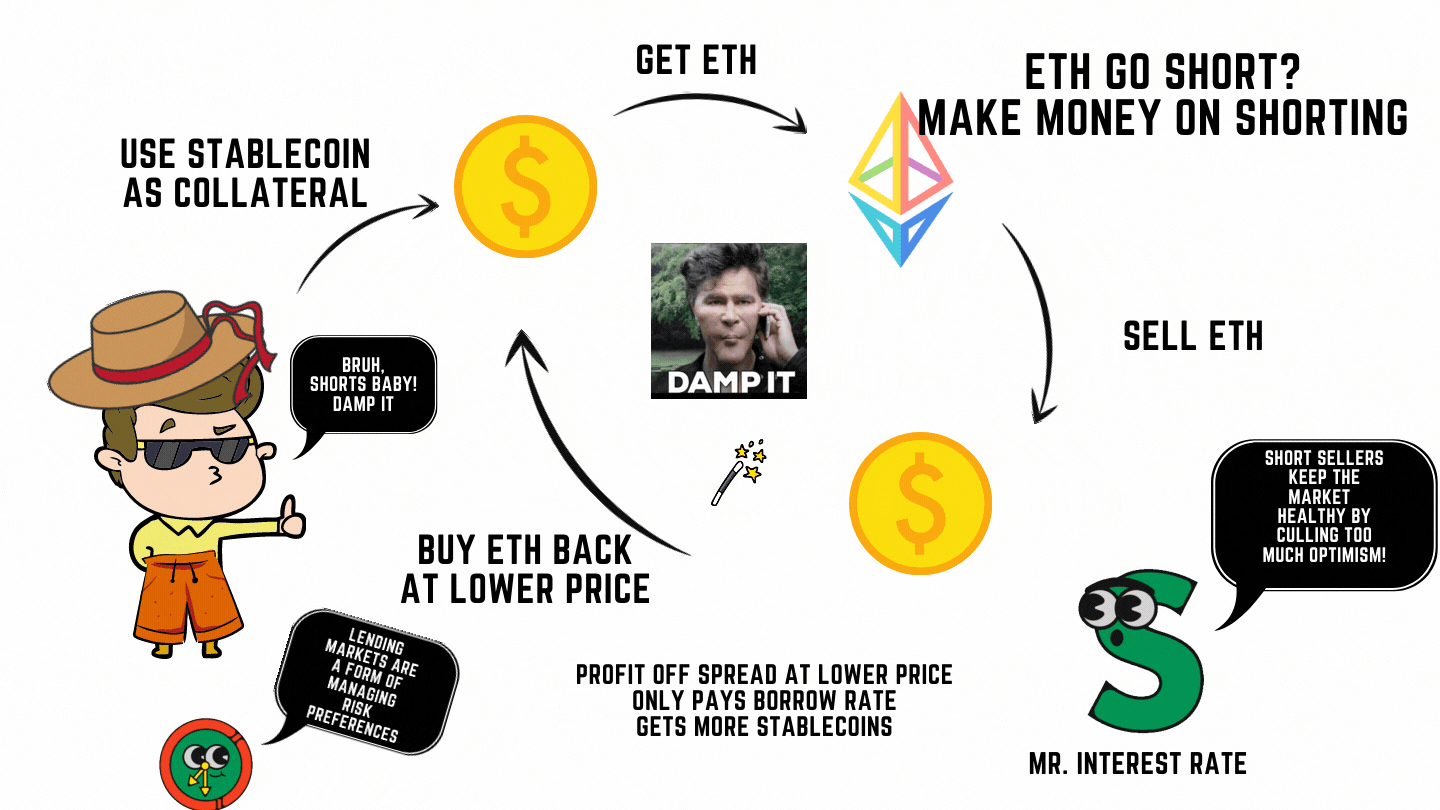 GET ETH
ETH GO SHORT?
MAKE MONEY ON SHORTING
USE STABLECOIN
AS COLLATERAL
$
SELL ETH
BRUH,
SHORTS BABY!
DAMP IT
DAMP IT
$
SHORT SELLERS
KEEP THE
MARKET
HEALTHY BY
CULLING TOO
MUCH OPTIMISM!
BUY ETH BACK
AT LOWER PRICE
LENDING
MARKETS ARE
A FORM OF
MANAGING
RISK
PREFERENCES
PROFIT OFF SPREAD AT LOWER PRICE
ONLY PAYS BORROW RATE
GETS MORE STABLECOINS
S
MR. INTEREST RATE